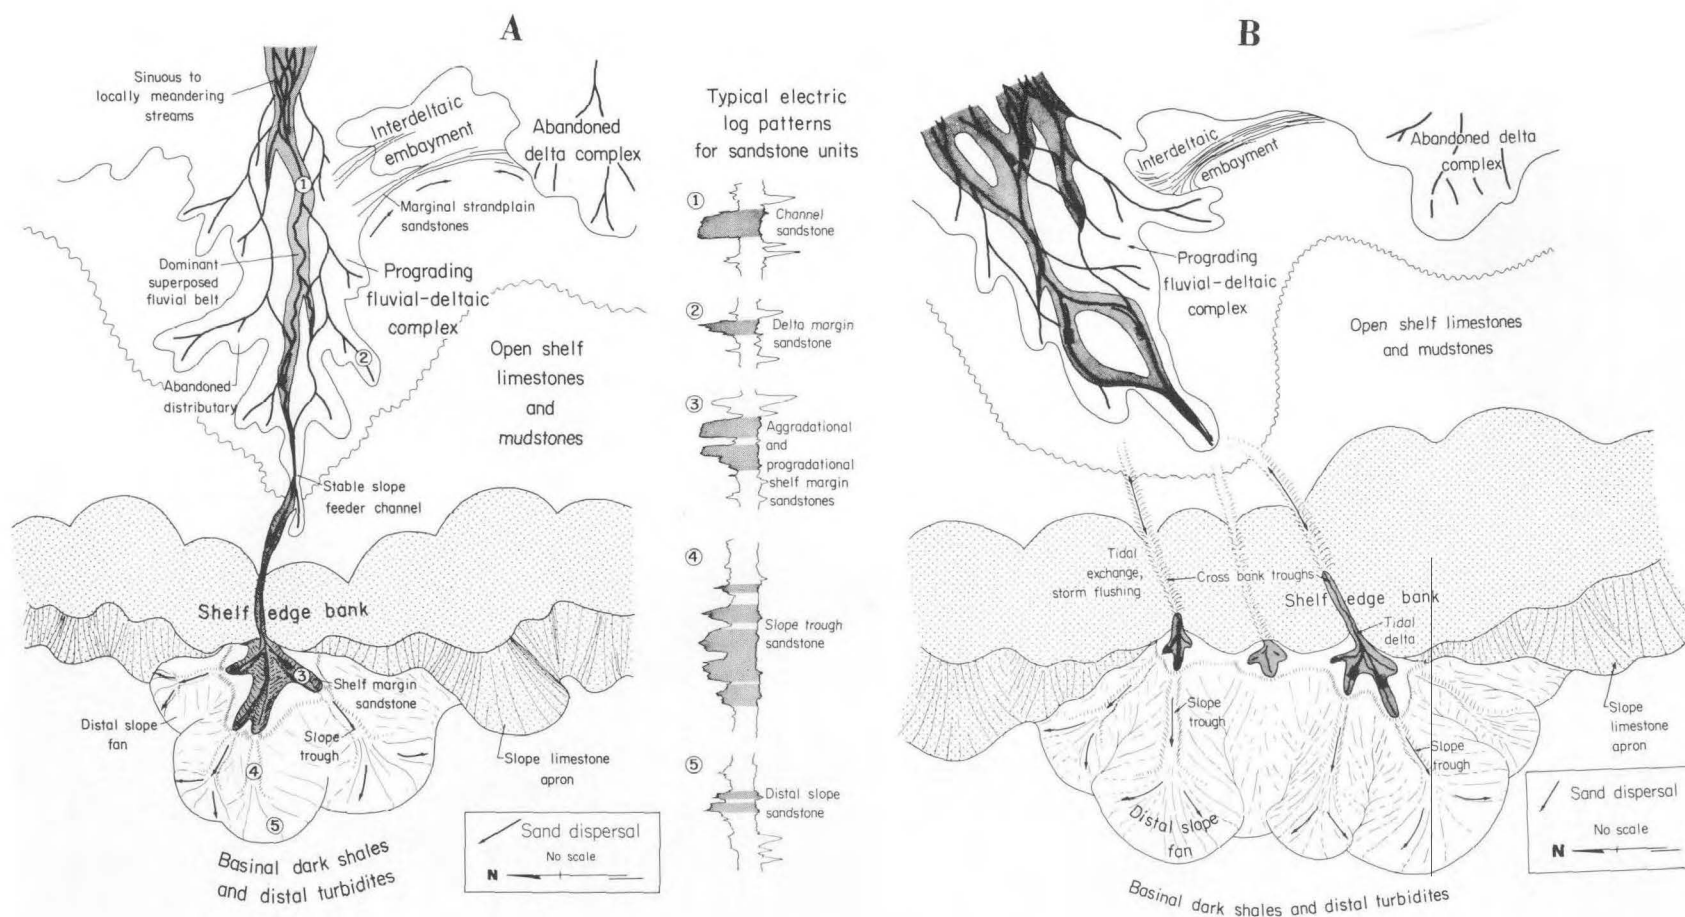 A
Sinuous to
locally meandering
streams
Interdeltaic
embayment
Abandoned
delta complex
①
Marginal strandplain
sandstones
Dominant
superposed
fluvial belt
Prograding
fluvial-deltaic
complex
②
Abandoned
distributary
Open shelf
limestones
and
mudstones
Stable slope
feeder channel
Shelf edge bank
③
Shelf margin
sandstone
Distal slope
fan
Slope
trough
④
Slope limestone
apron
⑤
Basinal dark shales
and distal turbidites
Sand dispersal
No scale
N
Typical electric
log patterns
for sandstone units
①
Channel
sandstone
②
Delta margin
sandstone
③
Aggradational
and
progradational
shelf margin
sandstones
④
Slope trough
sandstone
⑤
Distal slope
sandstone
B
Interdeltaic
embayment
Abandoned delta
complex
Prograding
fluvial-deltaic
complex
Open shelf limestones
and mudstones
Tidal
exchange,
storm flushing
Cross bank troughs
Shelf edge bank
Tidal
delta
Slope
trough
Slope
trough
Slope
limestone
apron
Distal slope
fan
Basinal dark shales and distal turbidites
Sand dispersal
No scale
N